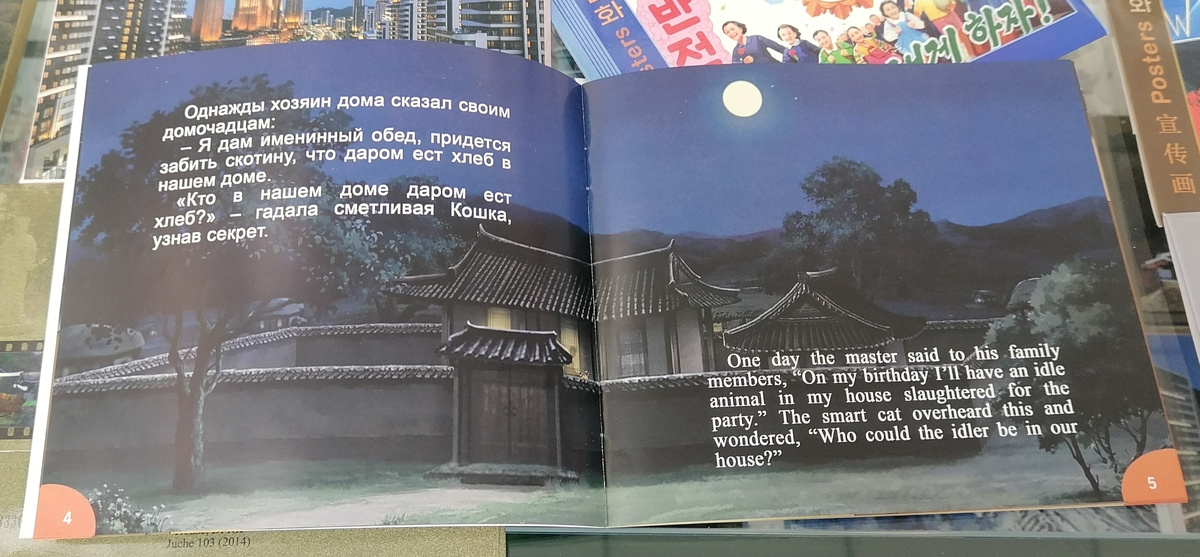 Однажды хозяин дома сказал своим
домочадцам:
– Я дам именинный обед, придется
забить скотину, что даром ест хлеб в
нашем доме.
«Кто в нашем доме даром ест
хлеб?» – гадала сметливая Кошка,
узнав секрет.
4
One day the master said to his family
members, “On my birthday I’ll have an idle
animal in my house slaughtered for the
party.” The smart cat overheard this and
wondered, “Who could the idler be in our
house?”
5
하자!
Posters
宣传画
Juche 103 (2014)